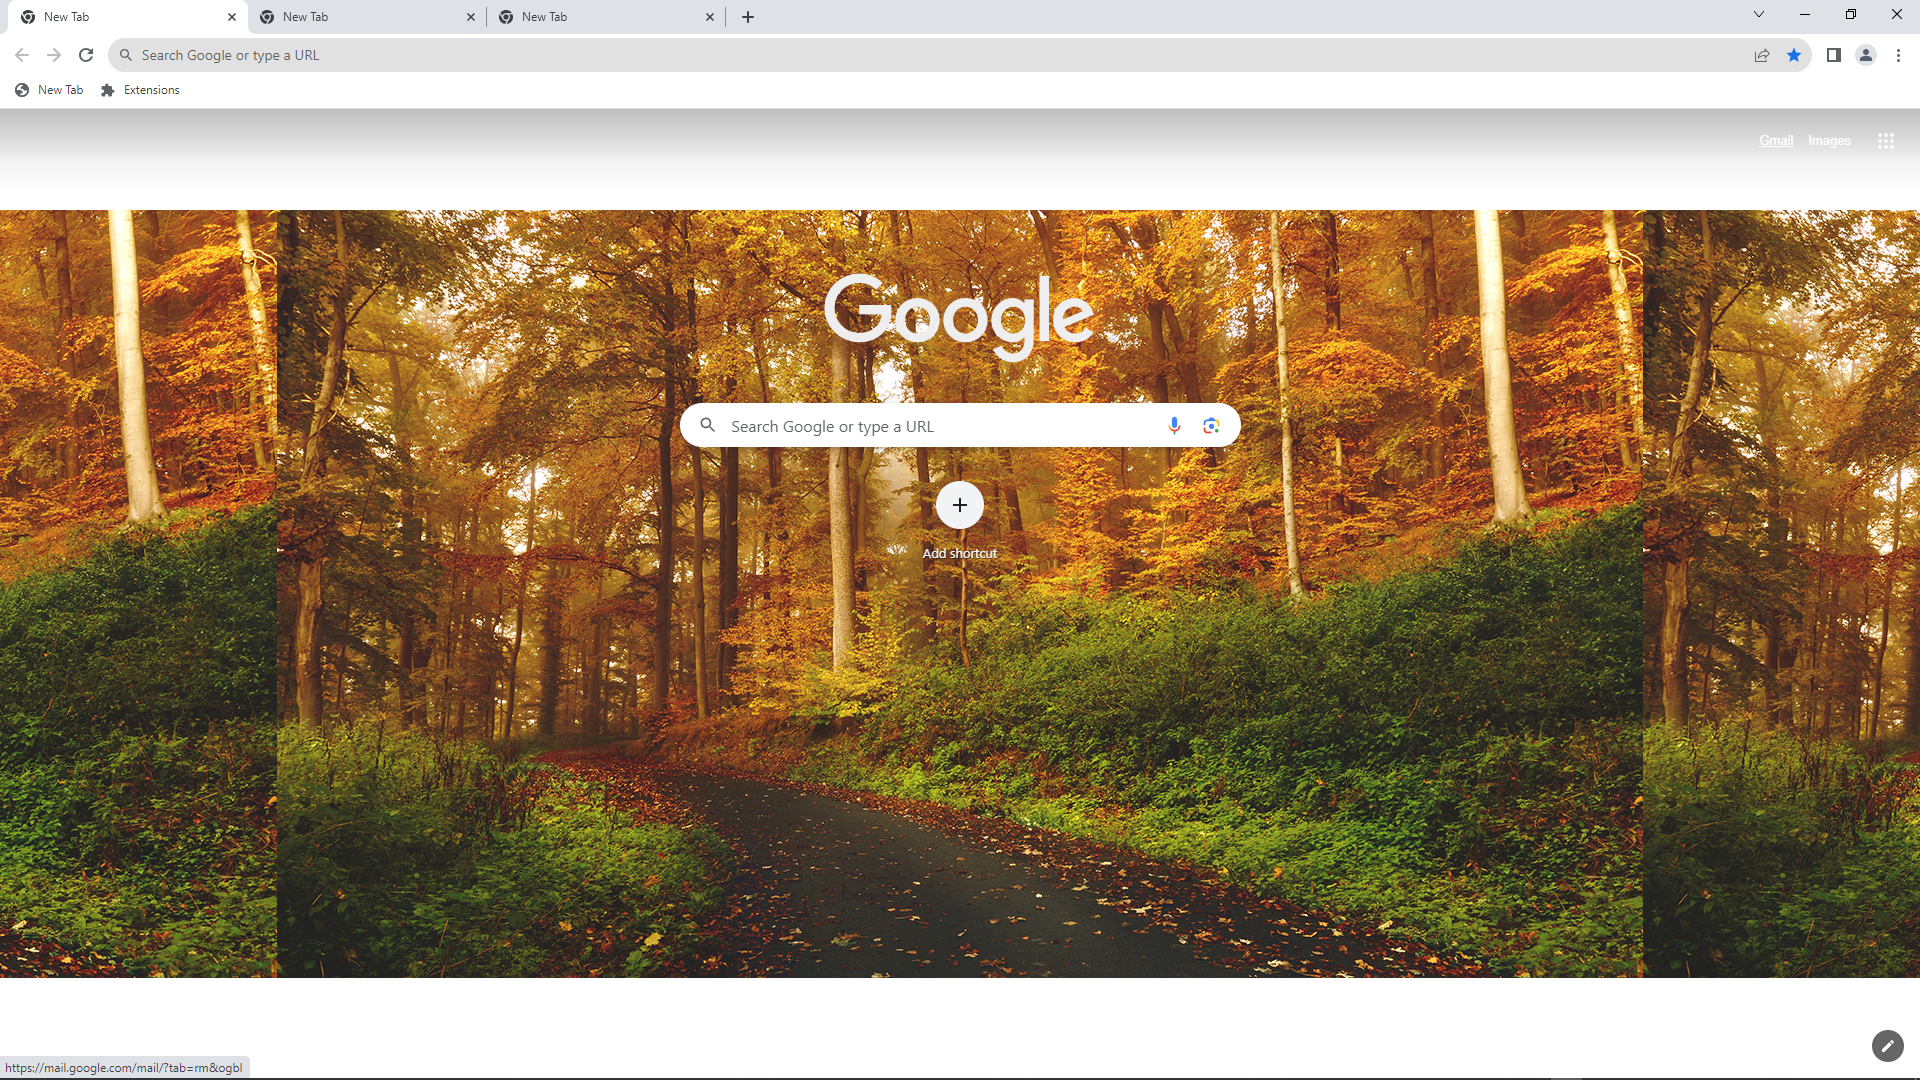 New Tab
New Tab
New Tab
Search Google or type a URL
New Tab
Extensions
Gmail
Images
Google
Search Google or type a URL
Add shortcut
https://mail.google.com/mail/?tab=rm&ogbl